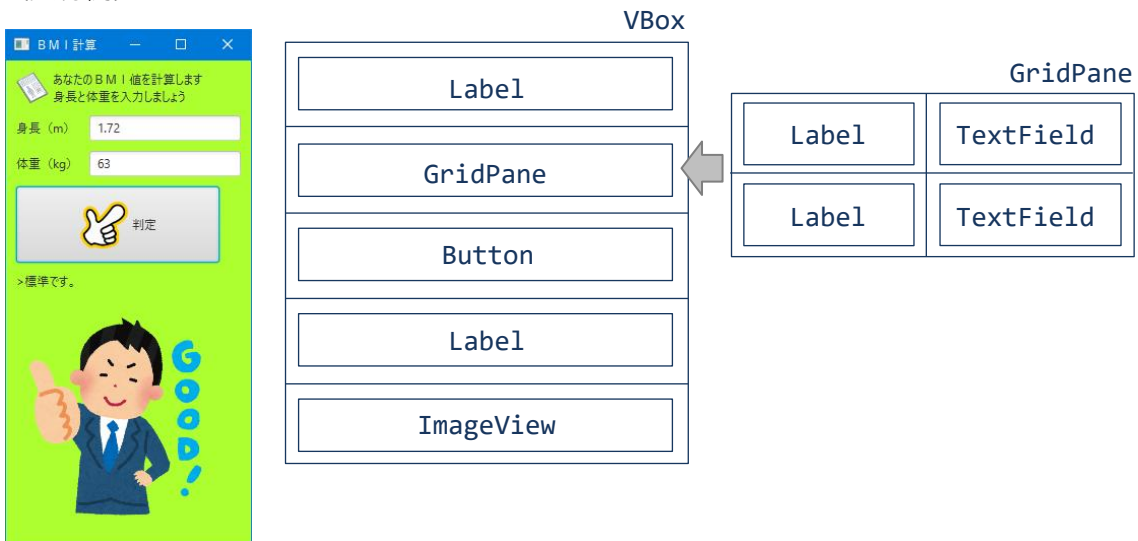 BMI計算
あなたのBMI値を計算します
身長と体重を入力しましょう
身長（m）
1.72
体重（kg）
63
判定
>標準です。
GOOD!
VBox
Label
GridPane
Button
Label
ImageView
GridPane
Label
TextField
Label
TextField